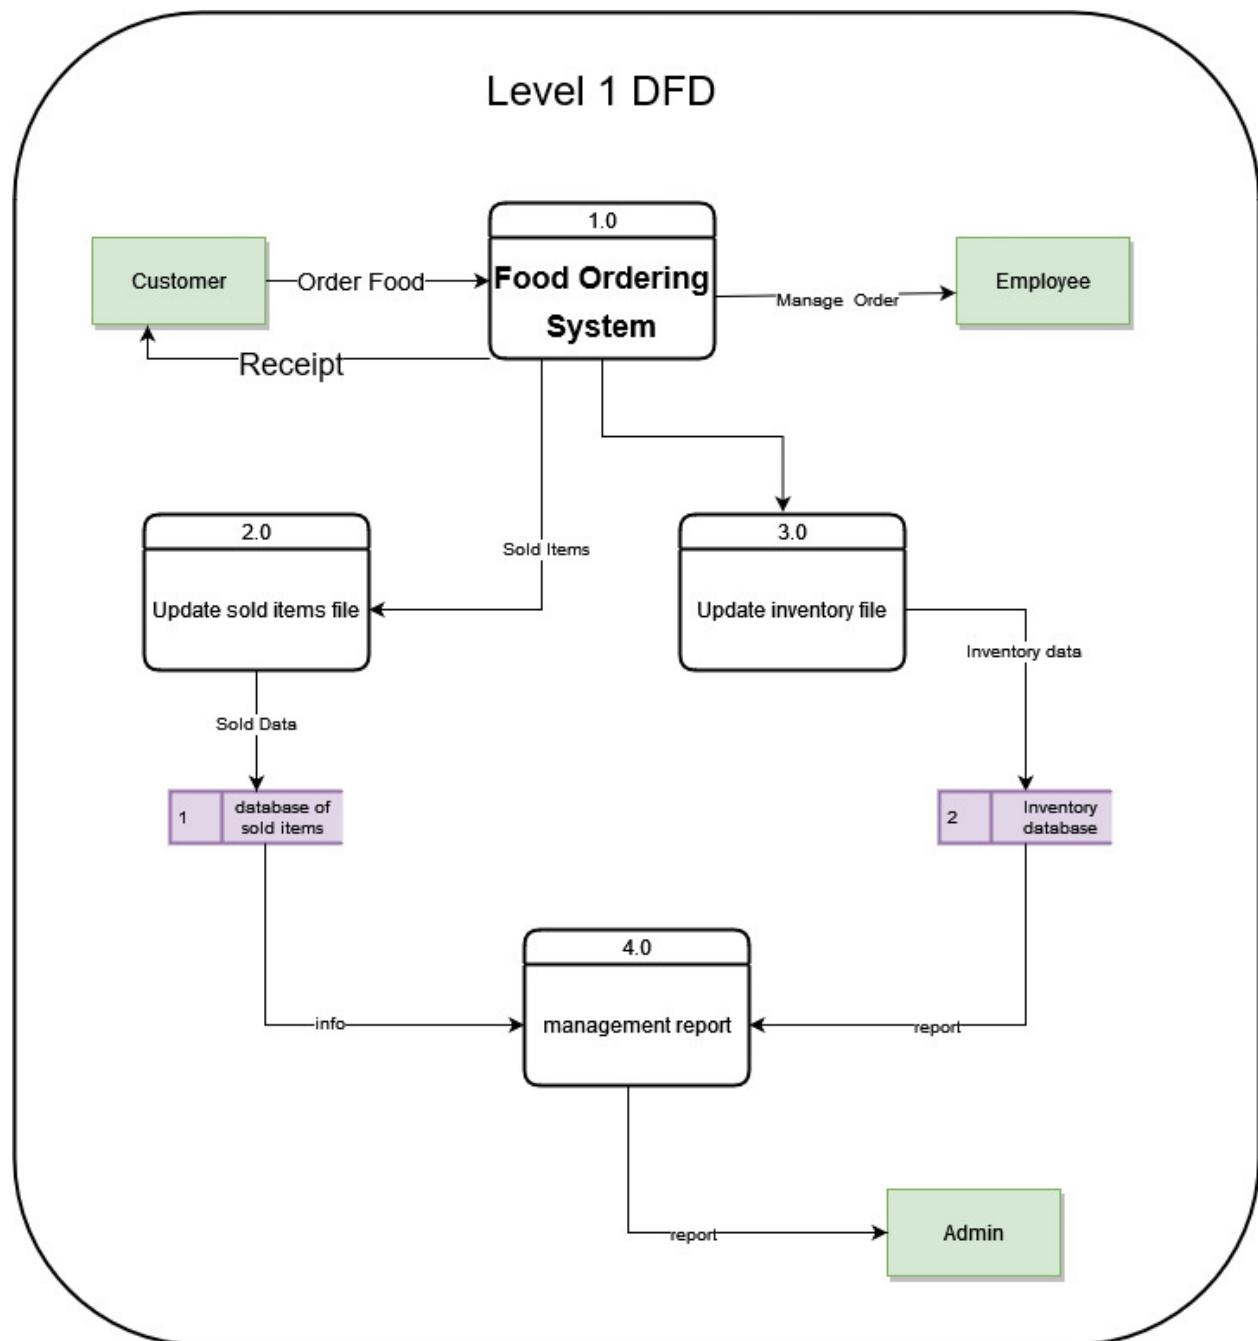 Level 1 DFD
1.0
Customer
Order Food
Food Ordering
System
Manage Order
Employee
Receipt
2.0
3.0
Sold Items
Update sold items file
Update inventory file
Inventory data
Sold Data
1
database of
sold items
2
Inventory
database
4.0
info
management report
report
report
Admin